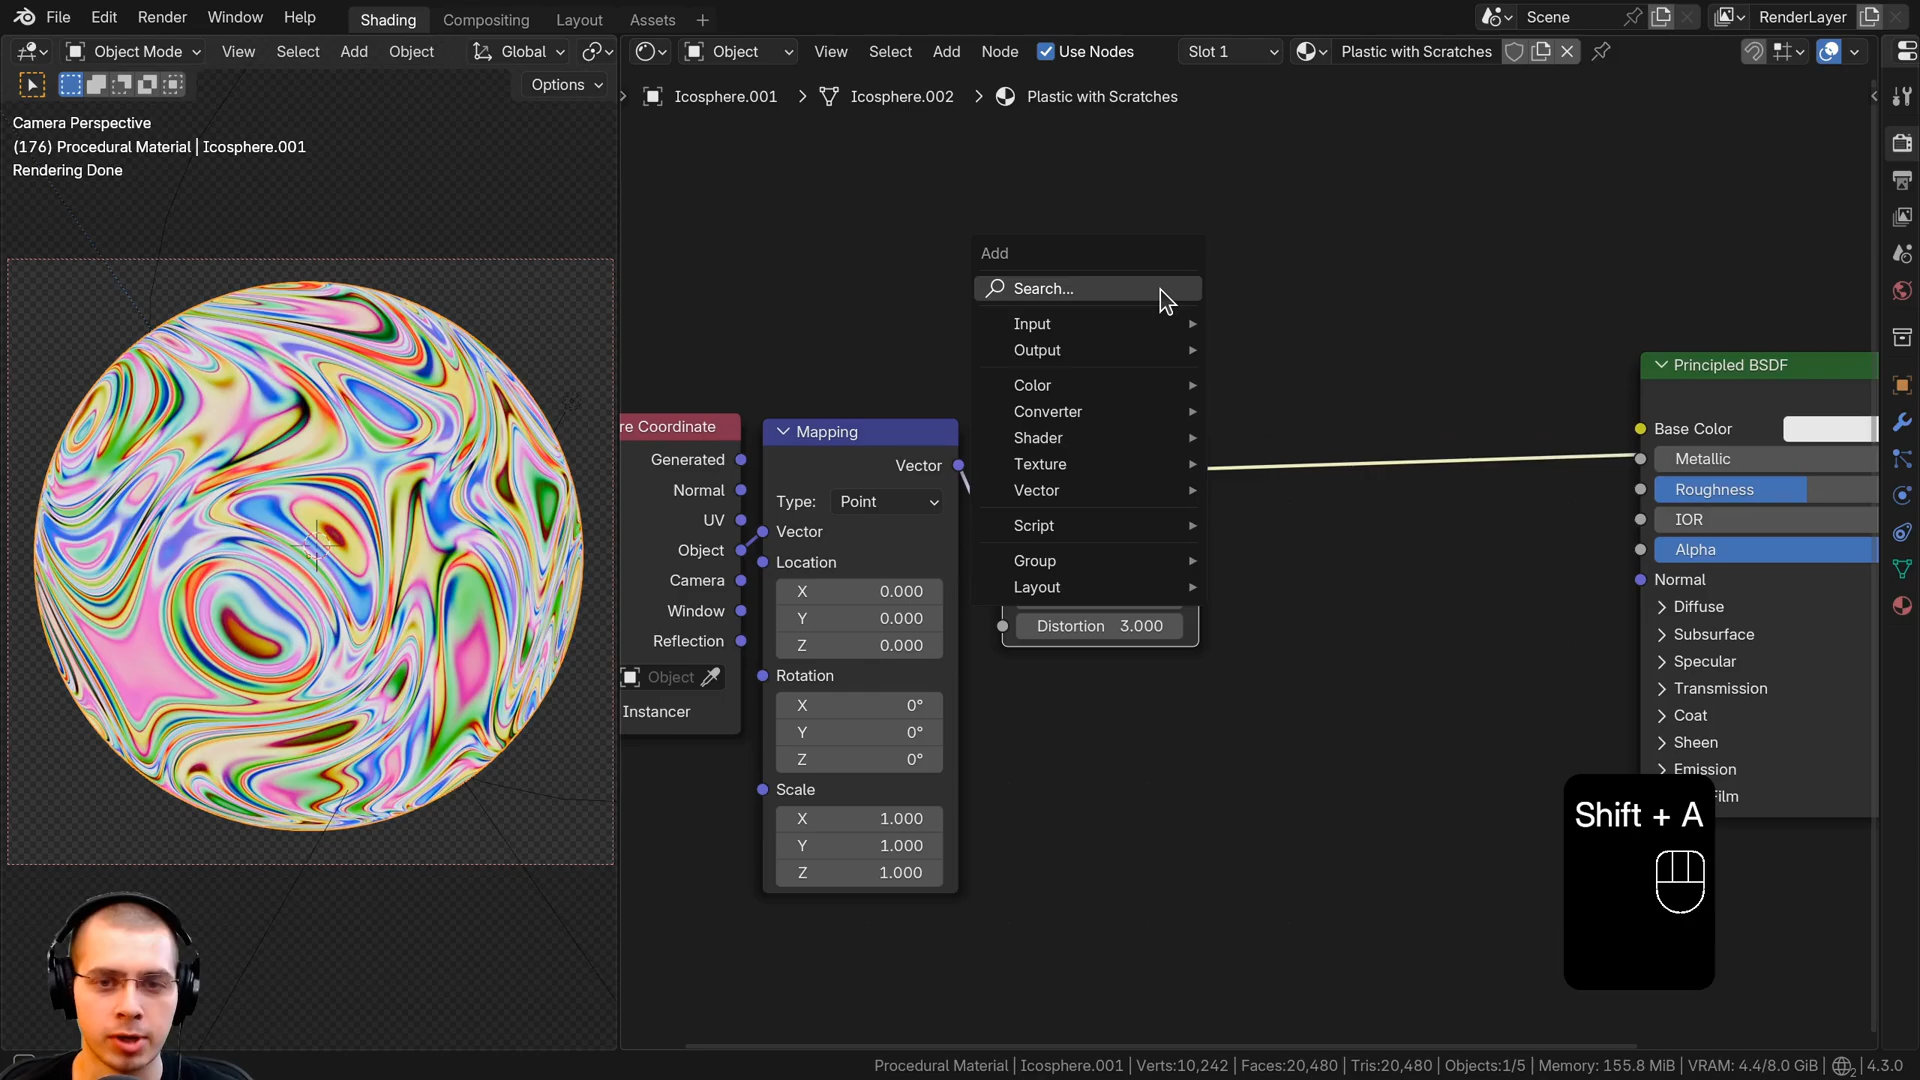 File Edit Render Window Help Shading Compositing Layout Assets + Scene RenderLayer
Object Mode View Select Add Object Global Object View Select Add Node Use Nodes Slot 1 Plastic with Scratches
Options
Icosphere.001 > Icosphere.002 > Plastic with Scratches
Camera Perspective
(176) Procedural Material | Icosphere.001
Rendering Done
re Coordinate
Generated
Normal
UV
Object
Camera
Window
Reflection
Object
Instancer
Mapping
Vector
Type: Point
Vector
Location
X 0.000
Y 0.000
Z 0.000
Rotation
X 0°
Y 0°
Z 0°
Scale
X 1.000
Y 1.000
Z 1.000
Add
Search...
Input
Output
Color
Converter
Shader
Texture
Vector
Script
Group
Layout
Distortion 3.000
Principled BSDF
Base Color
Metallic
Roughness
IOR
Alpha
Normal
Diffuse
Subsurface
Specular
Transmission
Coat
Sheen
Emission
Film
Shift + A
Procedural Material | Icosphere.001 | Verts:10,242 | Faces:20,480 | Tris:20,480 | Objects:1/5 | Memory: 155.8 MiB | VRAM: 4.4/8.0 GiB | 2 | 4.3.0